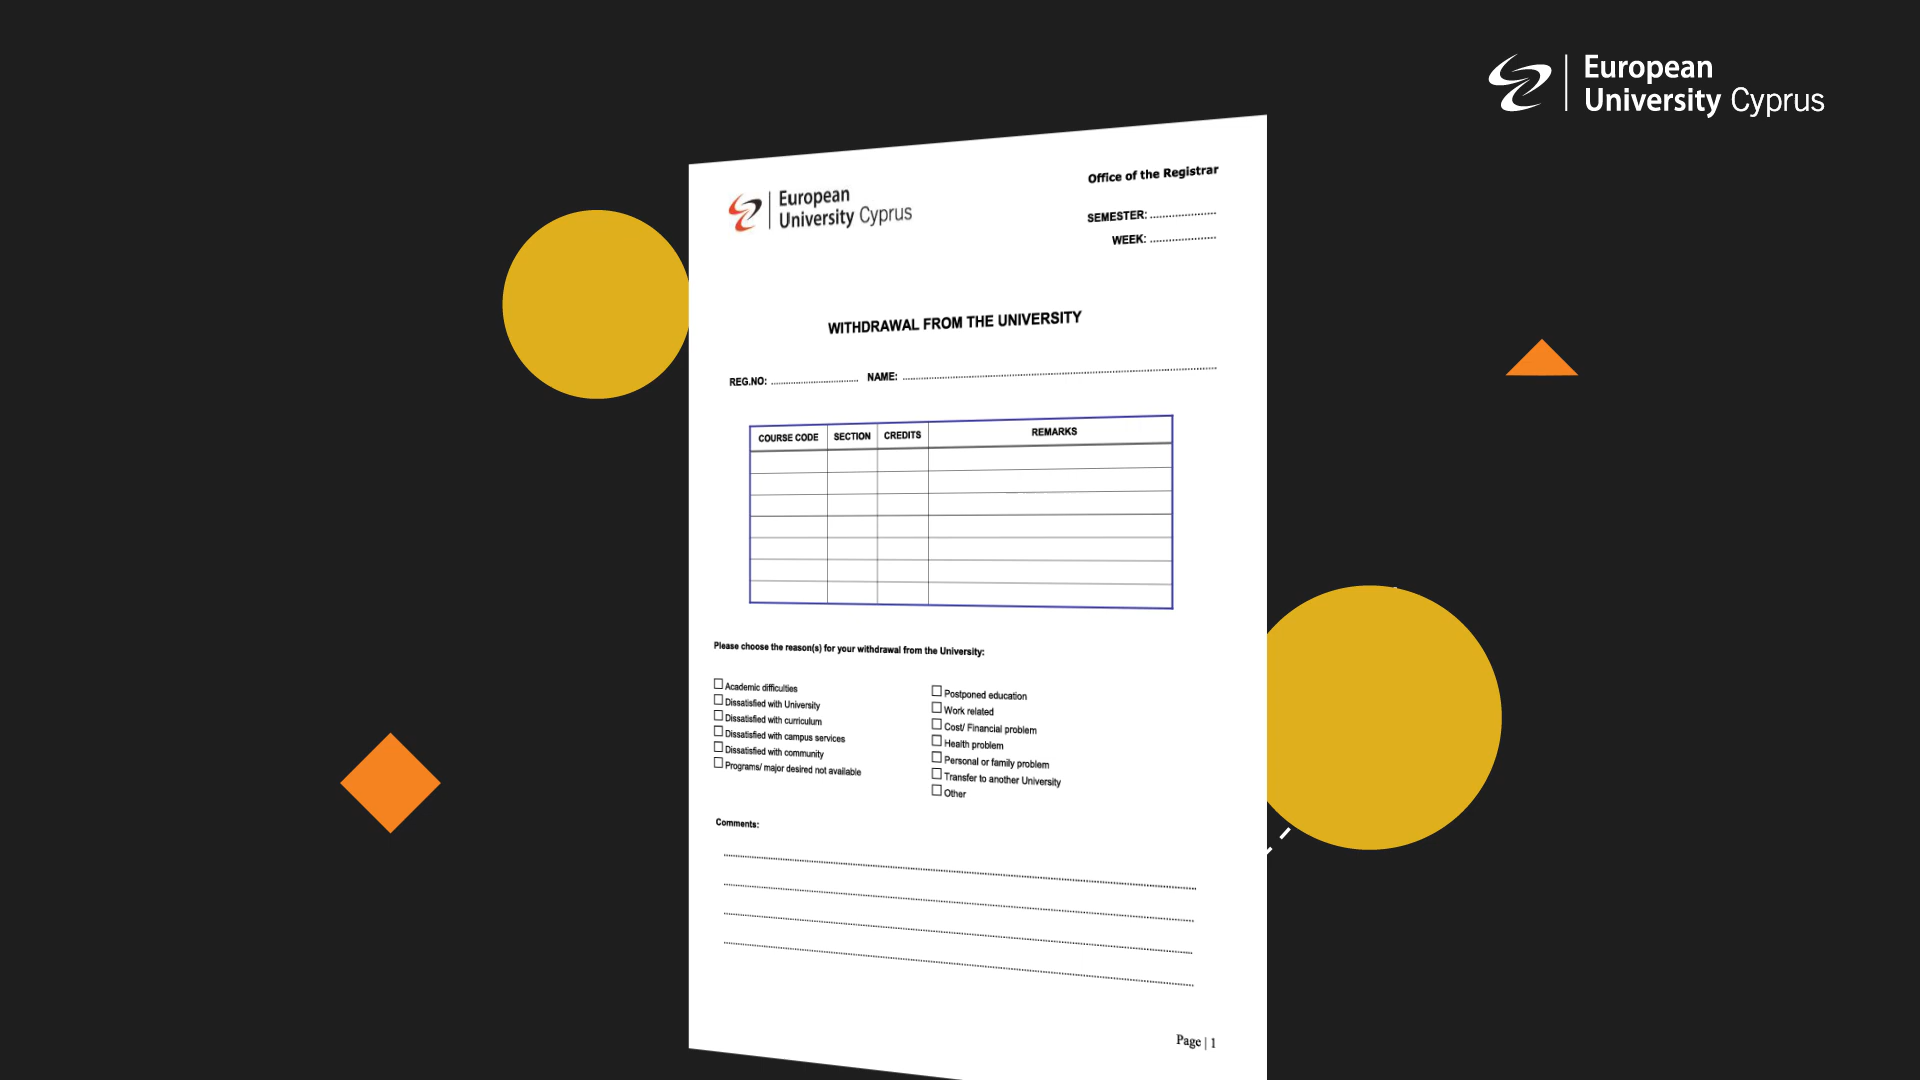 European
University Cyprus
European
University Cyprus
Office of the Registrar
SEMESTER: ....................
WEEK: ....................
WITHDRAWAL FROM THE UNIVERSITY
REG.NO: .......................... NAME: ..............................................................................................
COURSE CODE SECTION CREDITS REMARKS
Please choose the reason(s) for your withdrawal from the University:
Academic difficulties
Dissatisfied with University
Dissatisfied with curriculum
Dissatisfied with campus services
Dissatisfied with community
Programs/ major desired not available
Postponed education
Work related
Cost/ Financial problem
Health problem
Personal or family problem
Transfer to another University
Other
Comments:
Page | 1